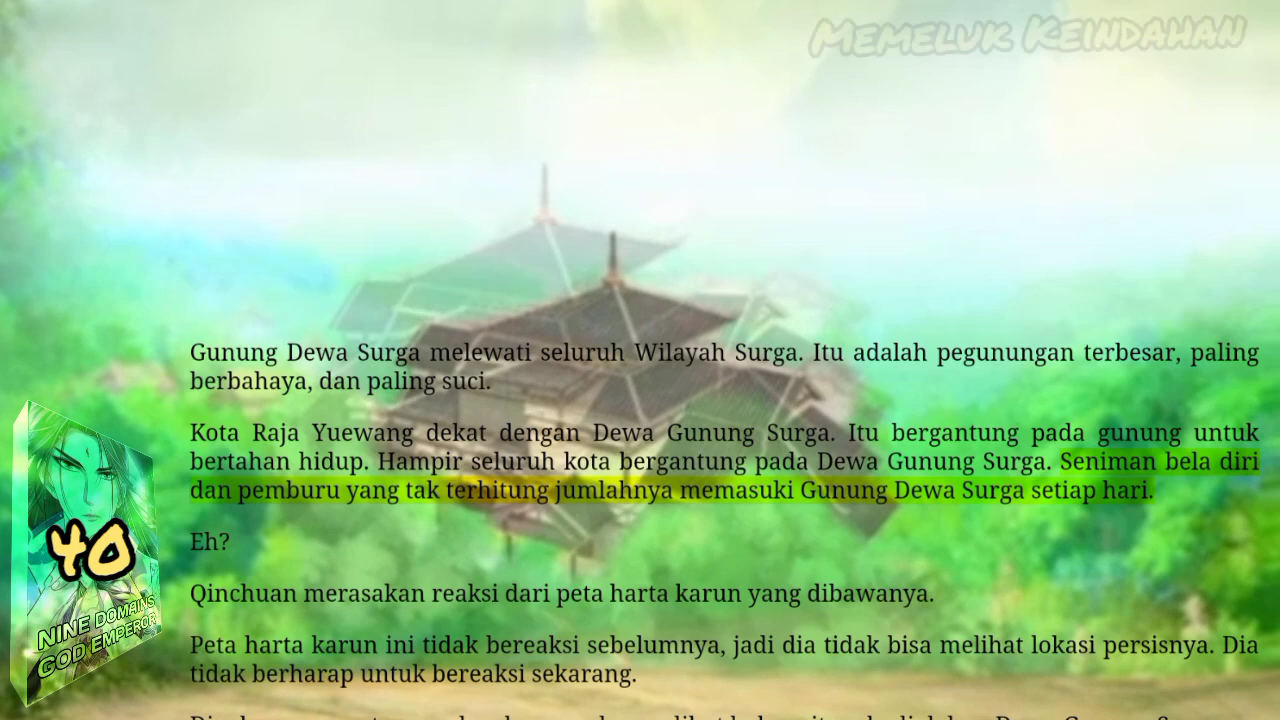 Memeluk Keindahan
Gunung Dewa Surga melewati seluruh Wilayah Surga. Itu adalah pegunungan terbesar, paling
berbahaya, dan paling suci.
Kota Raja Yuewang dekat dengan Dewa Gunung Surga. Itu bergantung pada gunung untuk
bertahan hidup. Hampir seluruh kota bergantung pada Dewa Gunung Surga. Seniman bela diri
dan pemburu yang tak terhitung jumlahnya memasuki Gunung Dewa Surga setiap hari.
Eh?
Qinchuan merasakan reaksi dari peta harta karun yang dibawanya.
Peta harta karun ini tidak bereaksi sebelumnya, jadi dia tidak bisa melihat lokasi persisnya. Dia
tidak berharap untuk bereaksi sekarang.
40
NINE DOMAINS
GOD EMPEROR